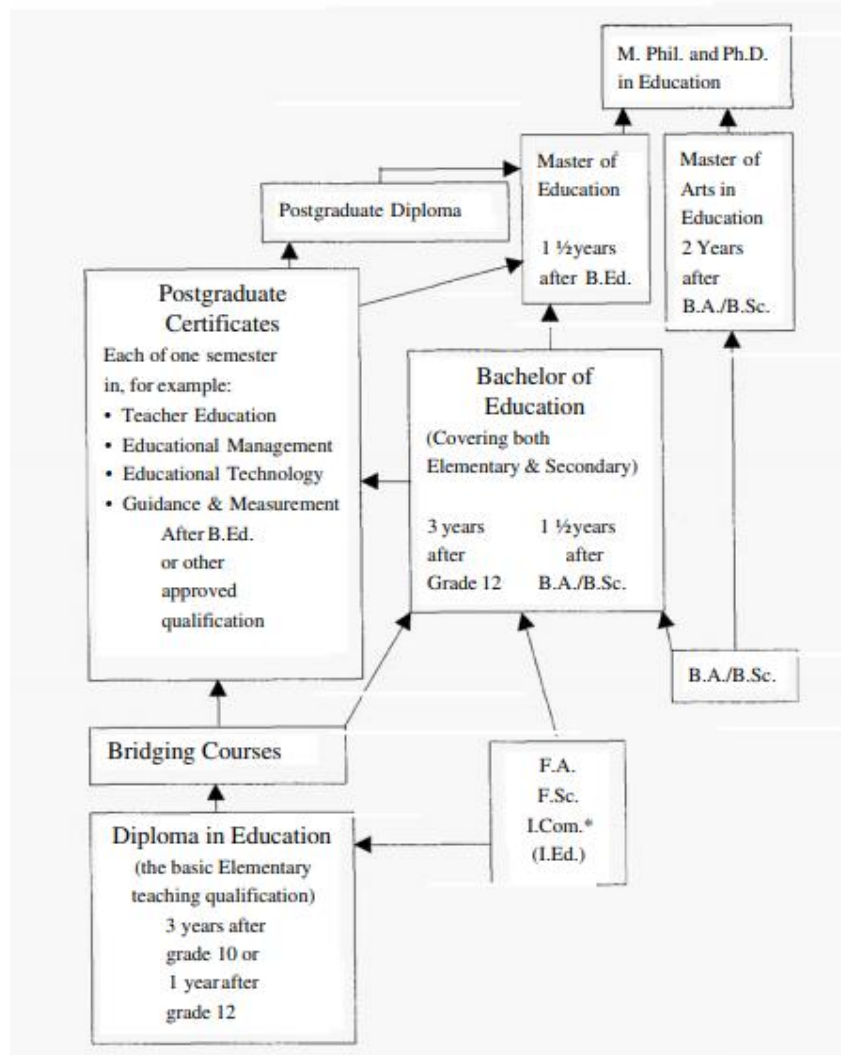 M. Phil. and Ph.D.
in Education
Master of
Education
1 ½years
after B.Ed.
Master of
Arts in
Education
2 Years
after
B.A./B.Sc.
Postgraduate Diploma
Postgraduate
Certificates
Each of one semester
in, for example:
• Teacher Education
• Educational Management
• Educational Technology
• Guidance & Measurement
After B.Ed.
or other
approved
qualification
Bachelor of
Education
(Covering both
Elementary & Secondary)
3 years
after
Grade 12
1 ½years
after
B.A./B.Sc.
B.A./B.Sc.
Bridging Courses
F.A.
F.Sc.
I.Com.*
(I.Ed.)
Diploma in Education
(the basic Elementary
teaching qualification)
3 years after
grade 10 or
1 year after
grade 12